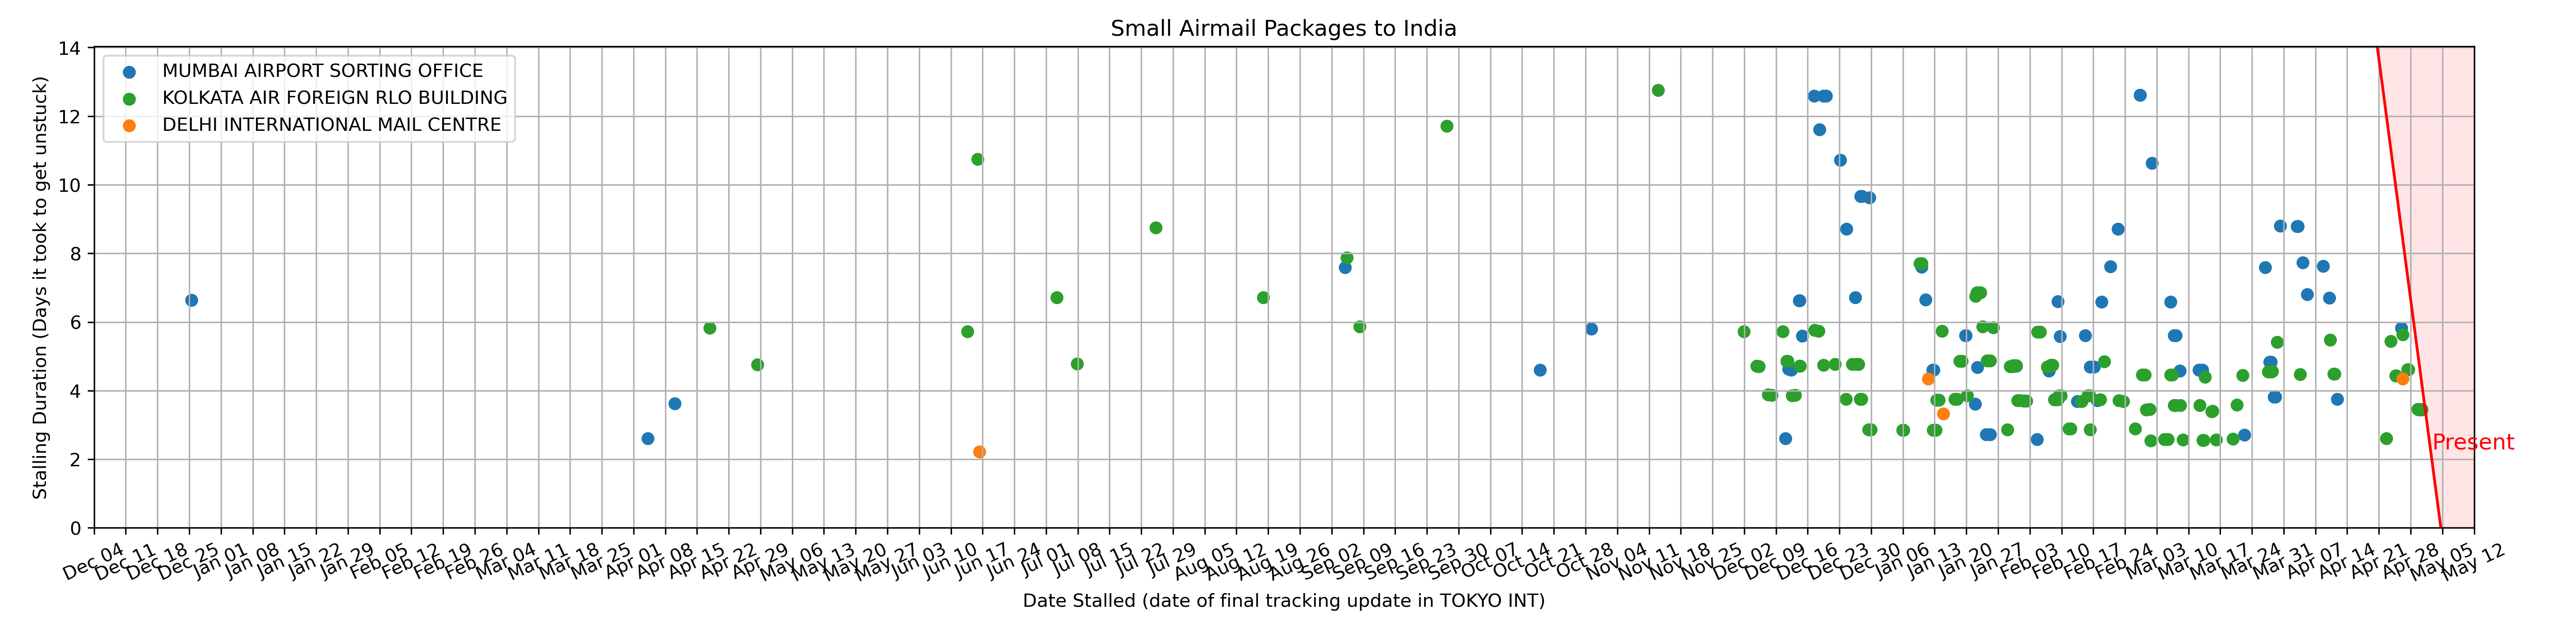 Small Airmail Packages to India
MUMBAI AIRPORT SORTING OFFICE
KOLKATA AIR FOREIGN RLO BUILDING
DELHI INTERNATIONAL MAIL CENTRE
Stalling Duration (Days it took to get unstuck)
14
12
10
8
6
4
2
0
Present
Dec 04
Dec 11
Dec 18
Dec 25
Jan 01
Jan 08
Jan 15
Jan 22
Jan 29
Feb 05
Feb 12
Feb 19
Feb 26
Mar 04
Mar 11
Mar 18
Mar 25
Apr 01
Apr 08
Apr 15
Apr 22
Apr 29
May 06
May 13
May 20
May 27
Jun 03
Jun 10
Jun 17
Jun 24
Jul 01
Jul 08
Jul 15
Jul 22
Jul 29
Aug 05
Aug 12
Aug 19
Aug 26
Sep 02
Sep 09
Sep 16
Sep 23
Sep 30
Oct 07
Oct 14
Oct 21
Oct 28
Nov 04
Nov 11
Nov 18
Nov 25
Dec 02
Dec 09
Dec 16
Dec 23
Dec 30
Jan 06
Jan 13
Jan 20
Jan 27
Feb 03
Feb 10
Feb 17
Feb 24
Mar 03
Mar 10
Mar 17
Mar 24
Mar 31
Apr 07
Apr 14
Apr 21
Apr 28
May 05
May 12
Date Stalled (date of final tracking update in TOKYO INT)